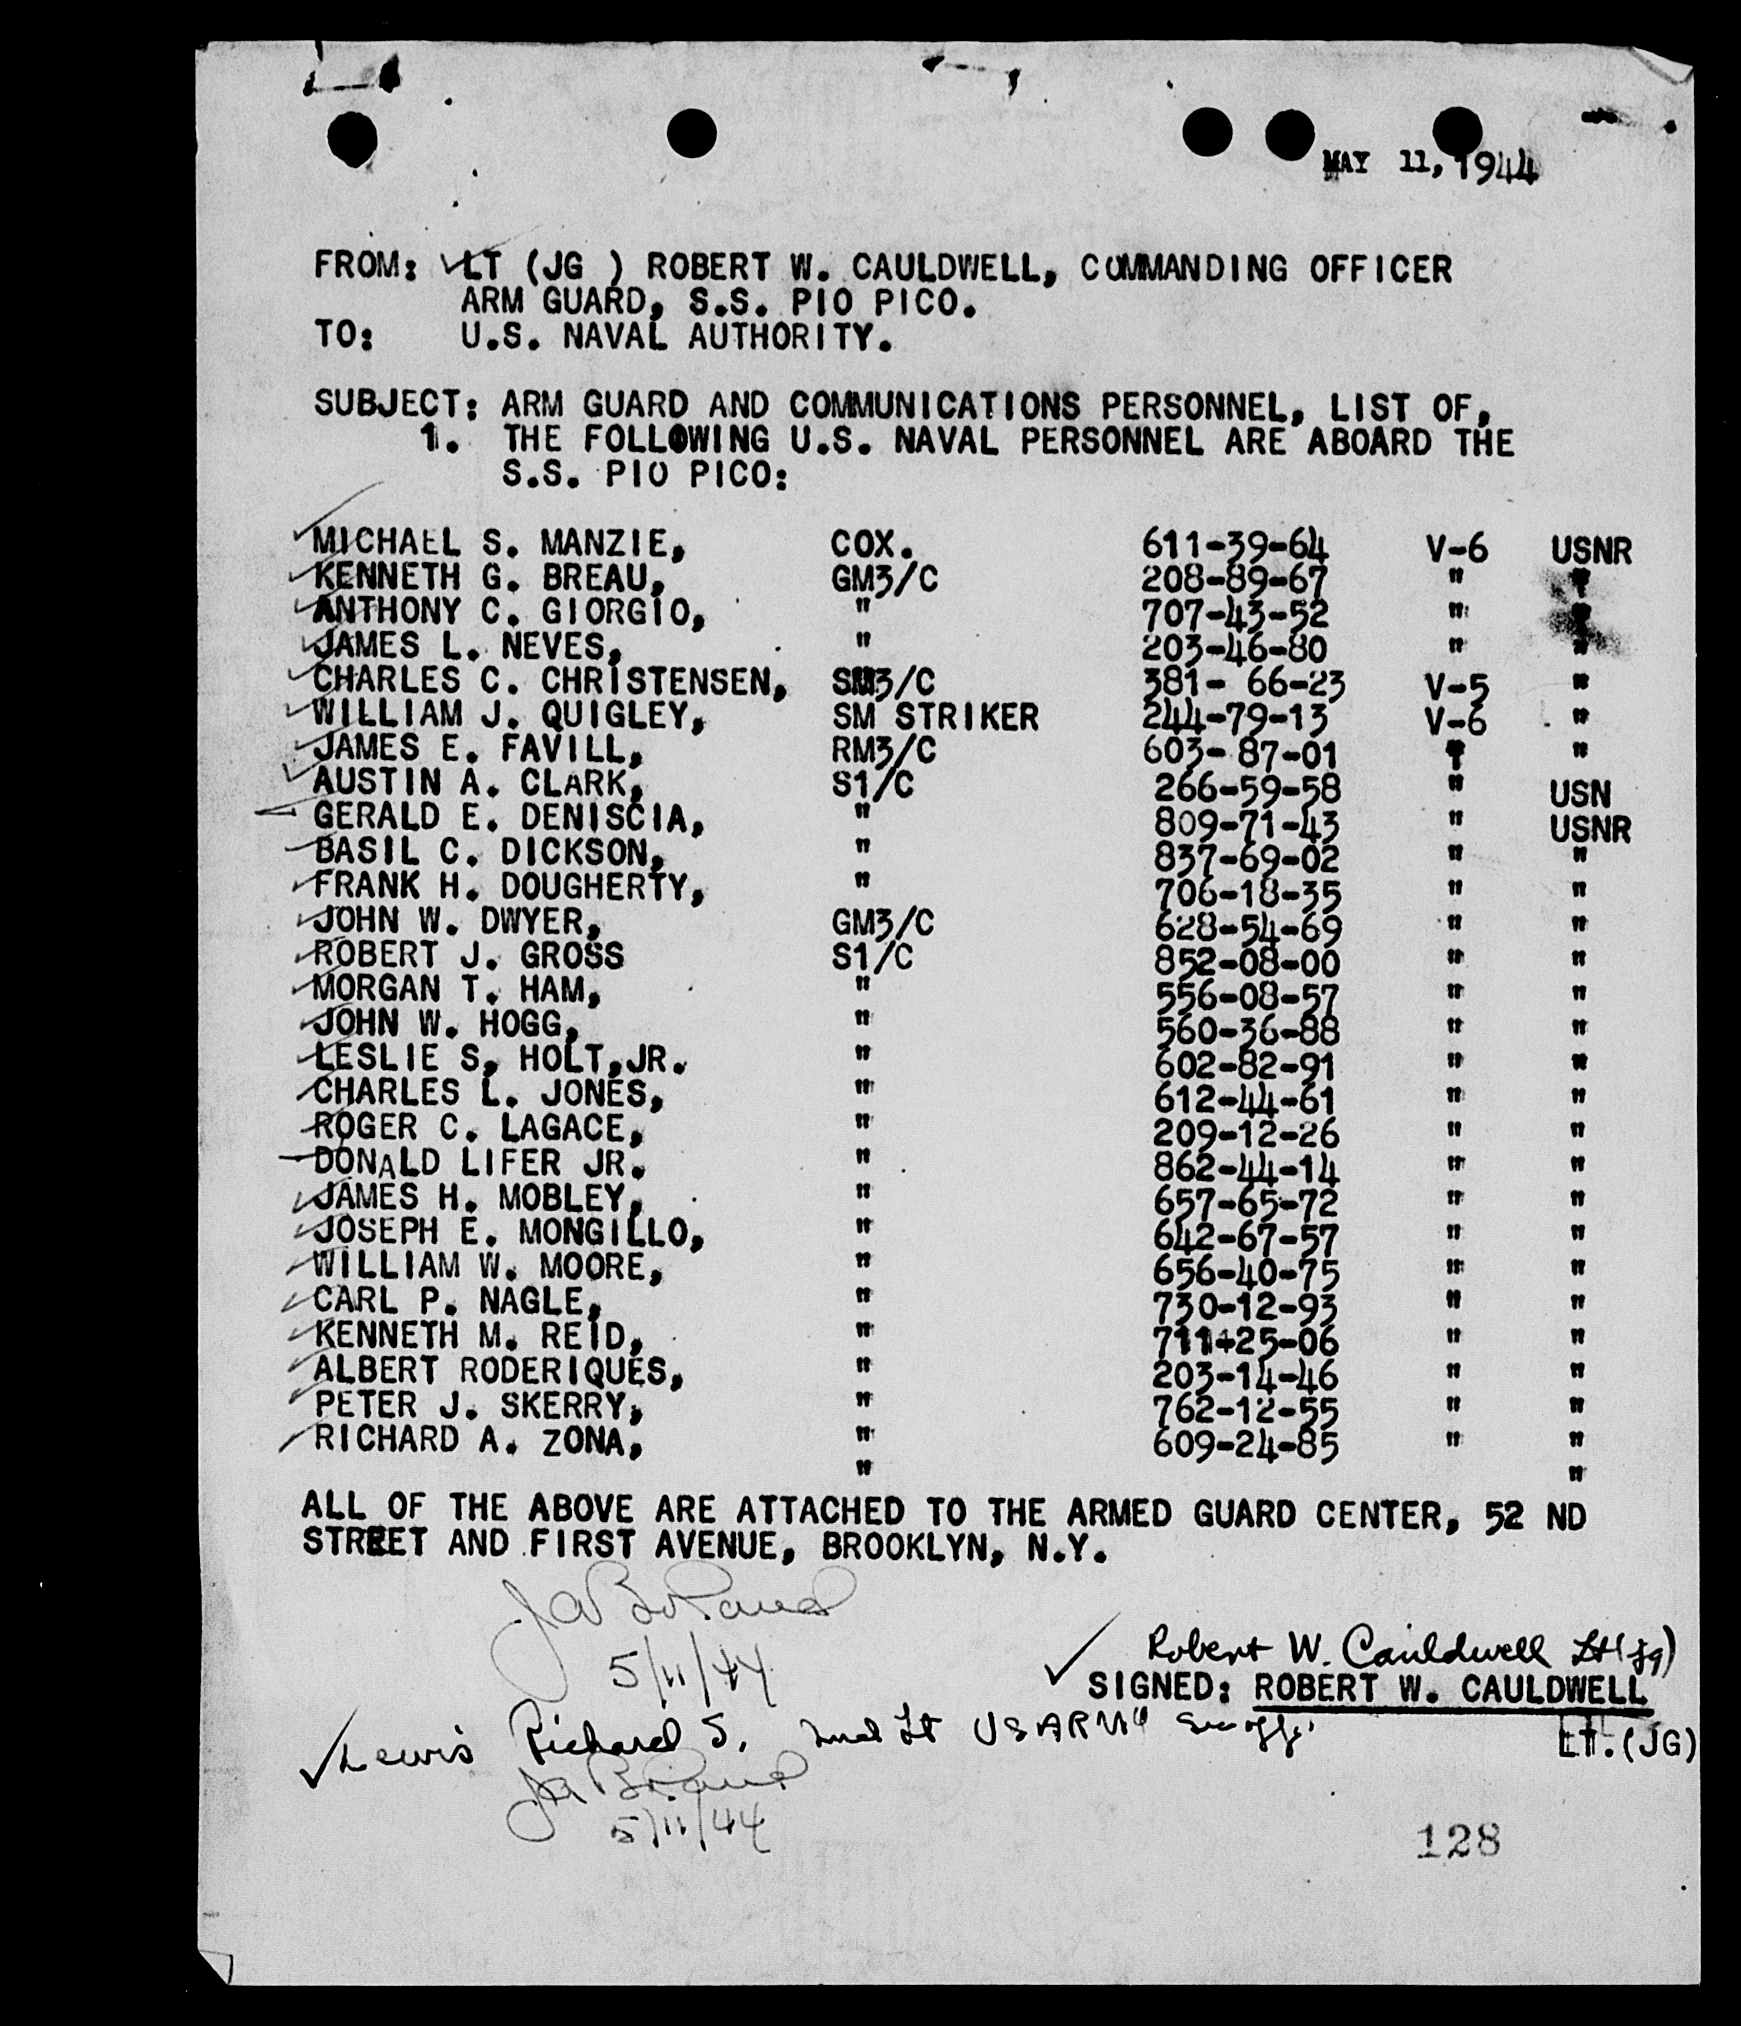 MAY 11, 1944
FROM: LT (JG ) ROBERT W. CAULDWELL, COMMANDING OFFICER
ARM GUARD, S.S. PIO PICO.
TO: U.S. NAVAL AUTHORITY.
SUBJECT: ARM GUARD AND COMMUNICATIONS PERSONNEL, LIST OF,
1. THE FOLLOWING U.S. NAVAL PERSONNEL ARE ABOARD THE
S.S. PIO PICO:
MICHAEL S. MANZIE, COX. 611-39-64 V-6 USNR
KENNETH G. BREAU, GM3/C 208-89-67 " "
ANTHONY C. GIORGIO, " 707-43-52 " "
JAMES L. NEVES, " 203-46-80 " "
CHARLES C. CHRISTENSEN, SM3/C 381- 66-23 V-5 "
WILLIAM J. QUIGLEY, SM STRIKER 244-79-13 V-6 "
JAMES E. FAVILL, RM3/C 603- 87-01 " "
AUSTIN A. CLARK, S1/C 266-59-58 " USN
GERALD E. DENISCIA, " 809-71-43 " USNR
BASIL C. DICKSON, " 837-69-02 " "
FRANK H. DOUGHERTY, " 706-18-35 " "
JOHN W. DWYER, GM3/C 628-54-69 " "
ROBERT J. GROSS S1/C 852-08-00 " "
MORGAN T. HAM, " 556-08-57 " "
JOHN W. HOGG, " 560-36-88 " "
LESLIE S, HOLT,JR. " 602-82-91 " "
CHARLES L. JONES, " 612-44-61 " "
ROGER C. LAGACE, " 209-12-26 " "
DONALD LIFER JR. " 862-44-14 " "
JAMES H. MOBLEY, " 657-65-72 " "
JOSEPH E. MONGILLO, " 642-67-57 " "
WILLIAM W. MOORE, " 656-40-75 " "
CARL P. NAGLE, " 730-12-93 " "
KENNETH M. REID, " 711-25-06 " "
ALBERT RODERIQUES, " 203-14-46 " "
PETER J. SKERRY, " 762-12-55 " "
RICHARD A. ZONA, " 609-24-85 " "
" "
ALL OF THE ABOVE ARE ATTACHED TO THE ARMED GUARD CENTER, 52 ND
STREET AND FIRST AVENUE, BROOKLYN, N.Y.
5/11/44
Robert W. Cauldwell Lt(jg)
SIGNED: ROBERT W. CAULDWELL
LT.(JG)
Lewis Richard S. 2nd Lt US ARMY
5/11/44
128